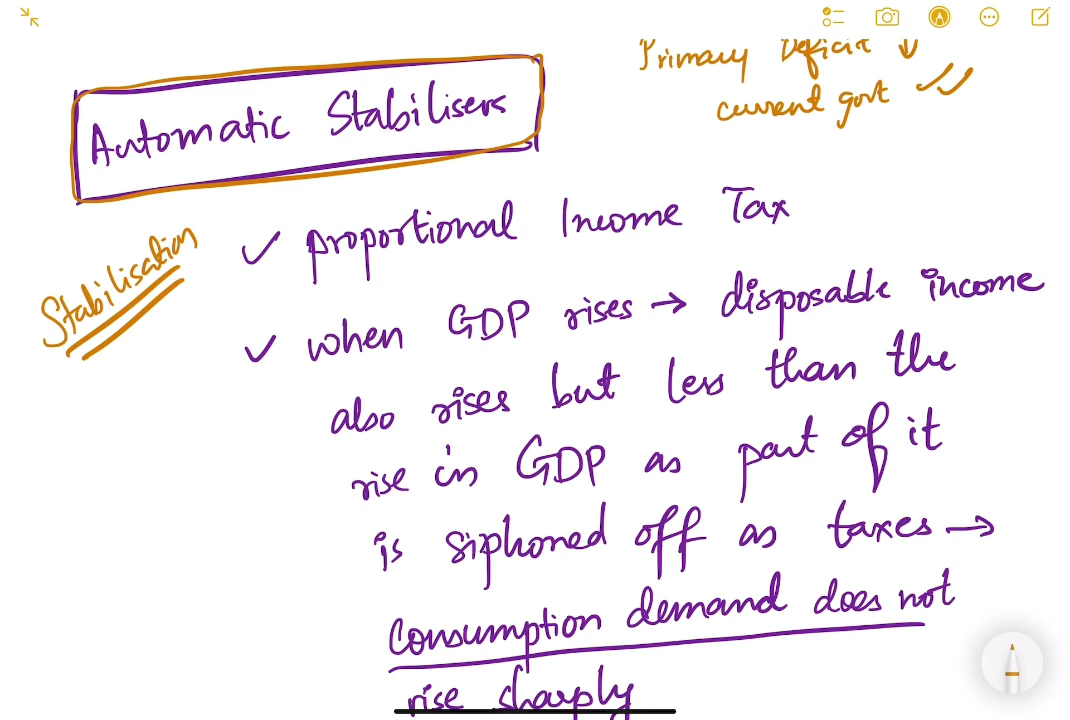 Primary Deficit ↓
current govt
Automatic Stabilisers
Stabilisation
✓ Proportional Income Tax
✓ when GDP rises → disposable income
also rises but less than the
rise in GDP as part of it
is siphoned off as taxes →
Consumption demand does not
rise sharply